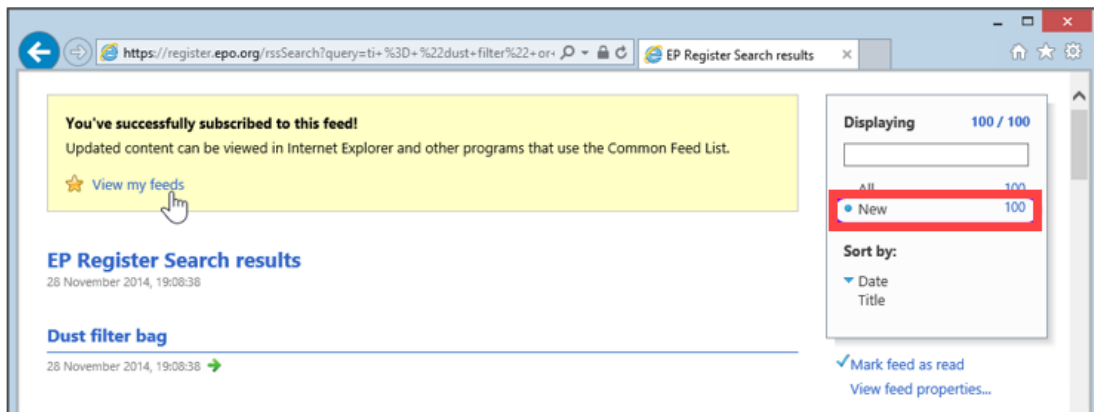 https://register.epo.org/rssSearch?query=ti+%3D+%22dust+filter%22+or+
EP Register Search results
You've successfully subscribed to this feed!
Updated content can be viewed in Internet Explorer and other programs that use the Common Feed List.
View my feeds
EP Register Search results
28 November 2014, 19:08:38
Dust filter bag
28 November 2014, 19:08:38
Displaying 100 / 100
All 100
New 100
Sort by:
Date
Title
Mark feed as read
View feed properties...